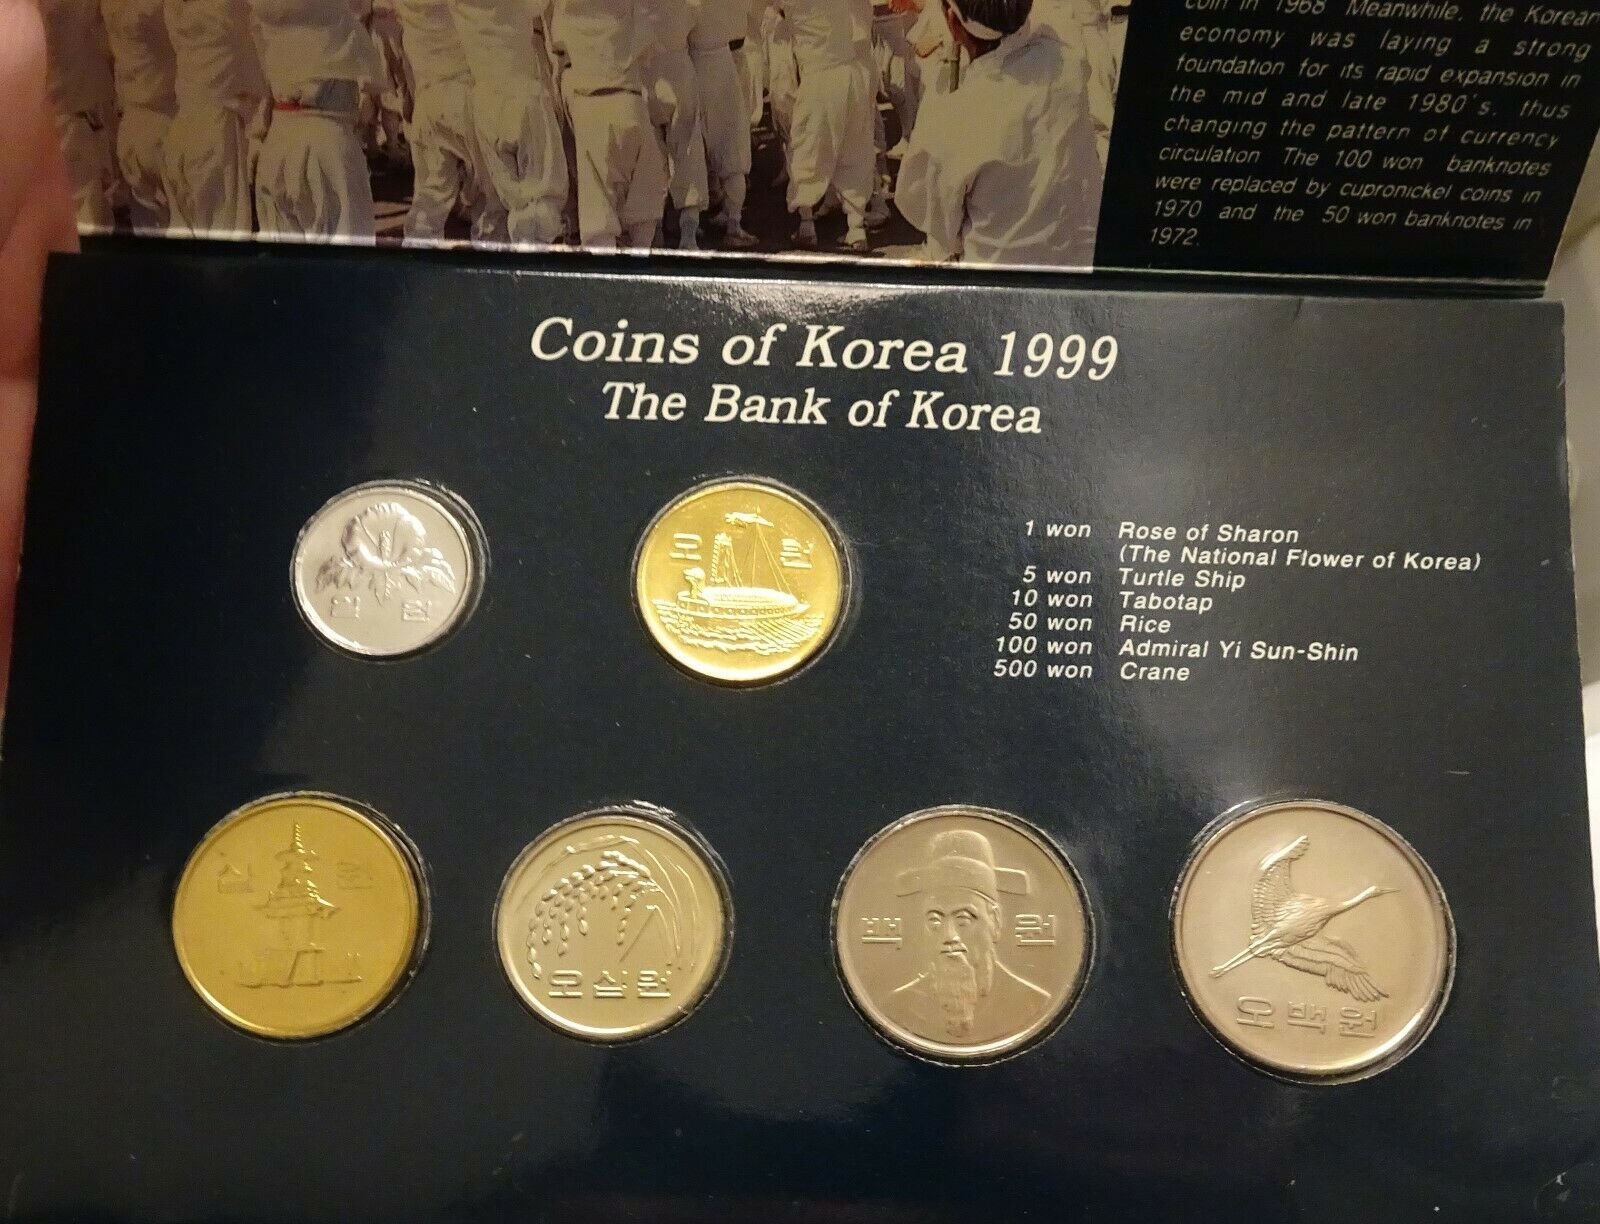 coin in 1968 Meanwhile, the Korean
economy was laying a strong
foundation for its rapid expansion in
the mid and late 1980's, thus
changing the pattern of currency
circulation The 100 won banknotes
were replaced by cupronickel coins in
1970 and the 50 won banknotes in
1972.
Coins of Korea 1999
The Bank of Korea
1 won Rose of Sharon
(The National Flower of Korea)
5 won Turtle Ship
10 won Tabotap
50 won Rice
100 won Admiral Yi Sun-Shin
500 won Crane
일 원
오 원
십 원
오십원
백 원
오백원